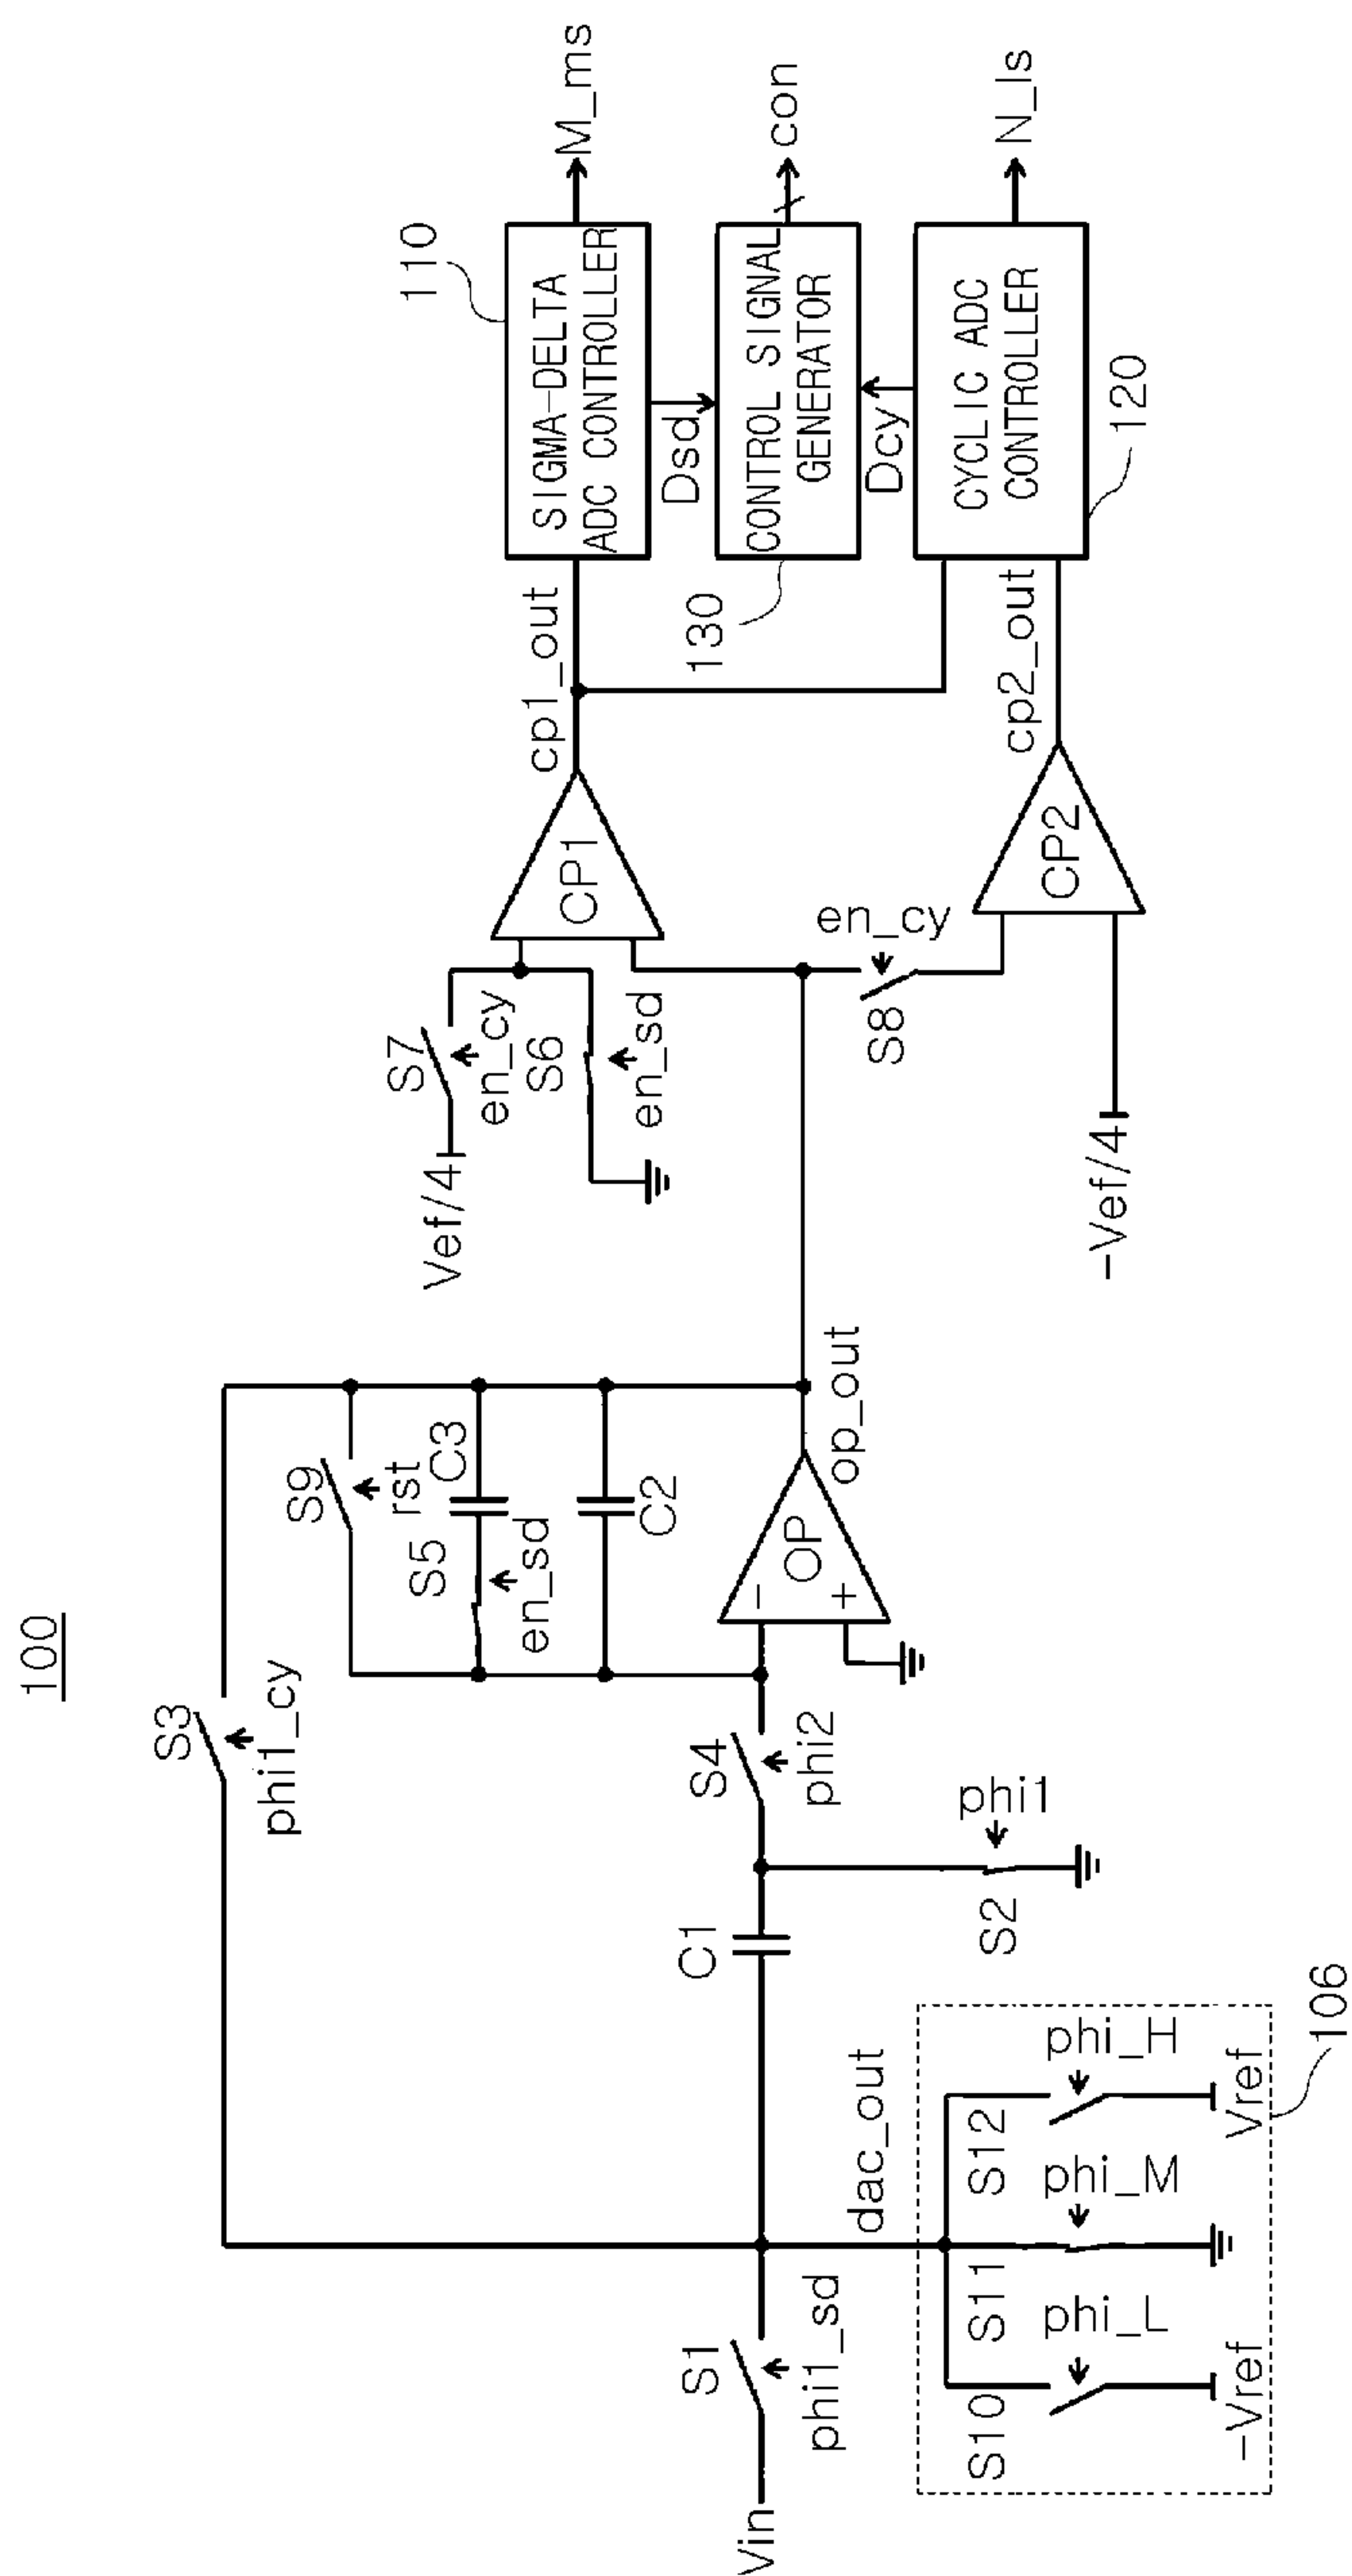 100
S3
phi1_cy
S9
rst
S5
C3
en_sd
C2
OP
-
+
op_out
S4
phi2
phi1
S2
C1
Vin
S1
phi1_sd
dac_out
S10
phi_L
-Vref
S11
phi_M
S12
phi_H
Vref
106
S7
en_cy
Vef/4
S6
en_sd
CP1
cp1_out
en_cy
S8
-Vef/4
CP2
cp2_out
110
SIGMA-DELTA
ADC CONTROLLER
M_ms
Dsd
130
CONTROL SIGNAL
GENERATOR
con
Dcy
CYCLIC ADC
CONTROLLER
120
N_ls